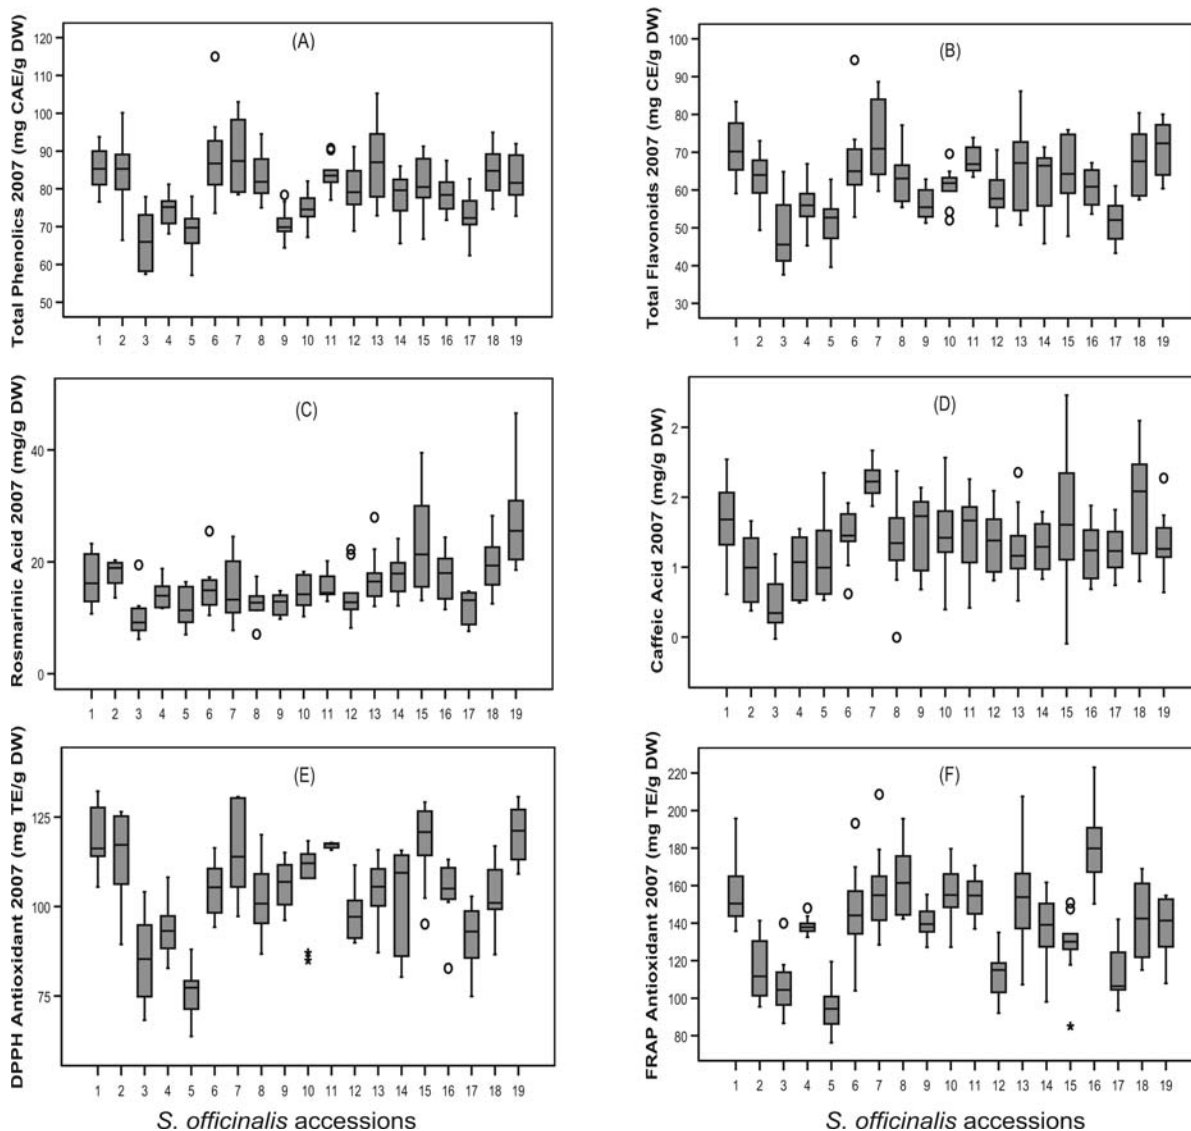 (A)
Total Phenolics 2007 (mg CAE/g DW)
120
110
100
90
80
70
60
50
1 2 3 4 5 6 7 8 9 10 11 12 13 14 15 16 17 18 19
(B)
Total Flavonoids 2007 (mg CE/g DW)
100
90
80
70
60
50
40
30
1 2 3 4 5 6 7 8 9 10 11 12 13 14 15 16 17 18 19
(C)
Rosmarinic Acid 2007 (mg/g DW)
40
20
0
1 2 3 4 5 6 7 8 9 10 11 12 13 14 15 16 17 18 19
(D)
Caffeic Acid 2007 (mg/g DW)
2
2
1
0
1 2 3 4 5 6 7 8 9 10 11 12 13 14 15 16 17 18 19
(E)
DPPH Antioxidant 2007 (mg TE/g DW)
125
100
75
1 2 3 4 5 6 7 8 9 10 11 12 13 14 15 16 17 18 19
S. officinalis accessions
(F)
FRAP Antioxidant 2007 (mg TE/g DW)
220
200
180
160
140
120
100
80
1 2 3 4 5 6 7 8 9 10 11 12 13 14 15 16 17 18 19
S. officinalis accessions